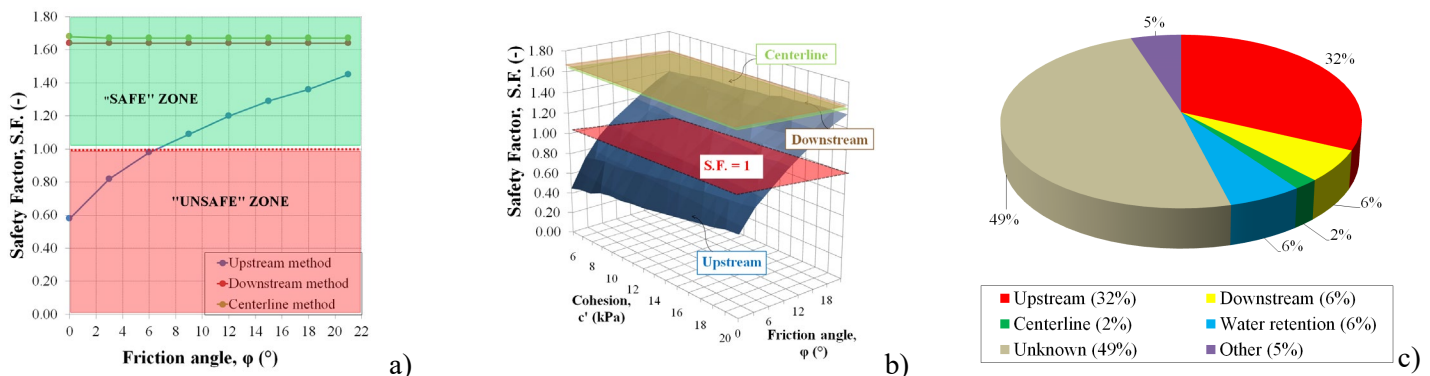 1.80
1.60
1.40
1.20
1.00
0.80
0.60
0.40
0.20
0.00
Safety Factor, S.F. (-)
"SAFE" ZONE
"UNSAFE" ZONE
Upstream method
Downstream method
Centerline method
0 2 4 6 8 10 12 14 16 18 20 22
Friction angle, φ (°)
a)
1.80
1.60
1.40
1.20
1.00
0.80
0.60
0.40
0.20
0.00
Safety Factor, S.F. (-)
Centerline
Downstream
S.F. = 1
Upstream
6 8 10 12 14 16 18 20
Cohesion,
c' (kPa)
0 6 12 18
Friction angle,
φ (°)
b)
5%
32%
49%
6%
2%
6%
Upstream (32%) Downstream (6%)
Centerline (2%) Water retention (6%)
Unknown (49%) Other (5%)
c)